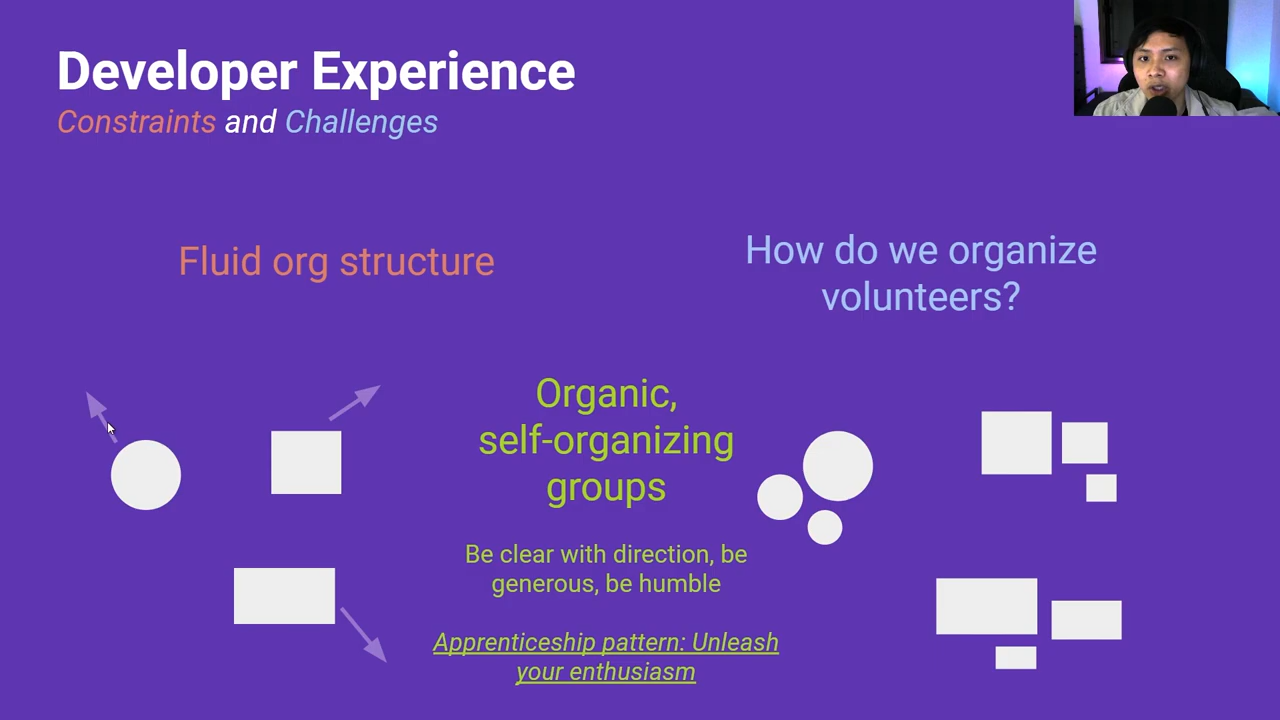 Developer Experience
Constraints and Challenges
Fluid org structure
How do we organize
volunteers?
Organic,
self-organizing
groups
Be clear with direction, be
generous, be humble
Apprenticeship pattern: Unleash
your enthusiasm